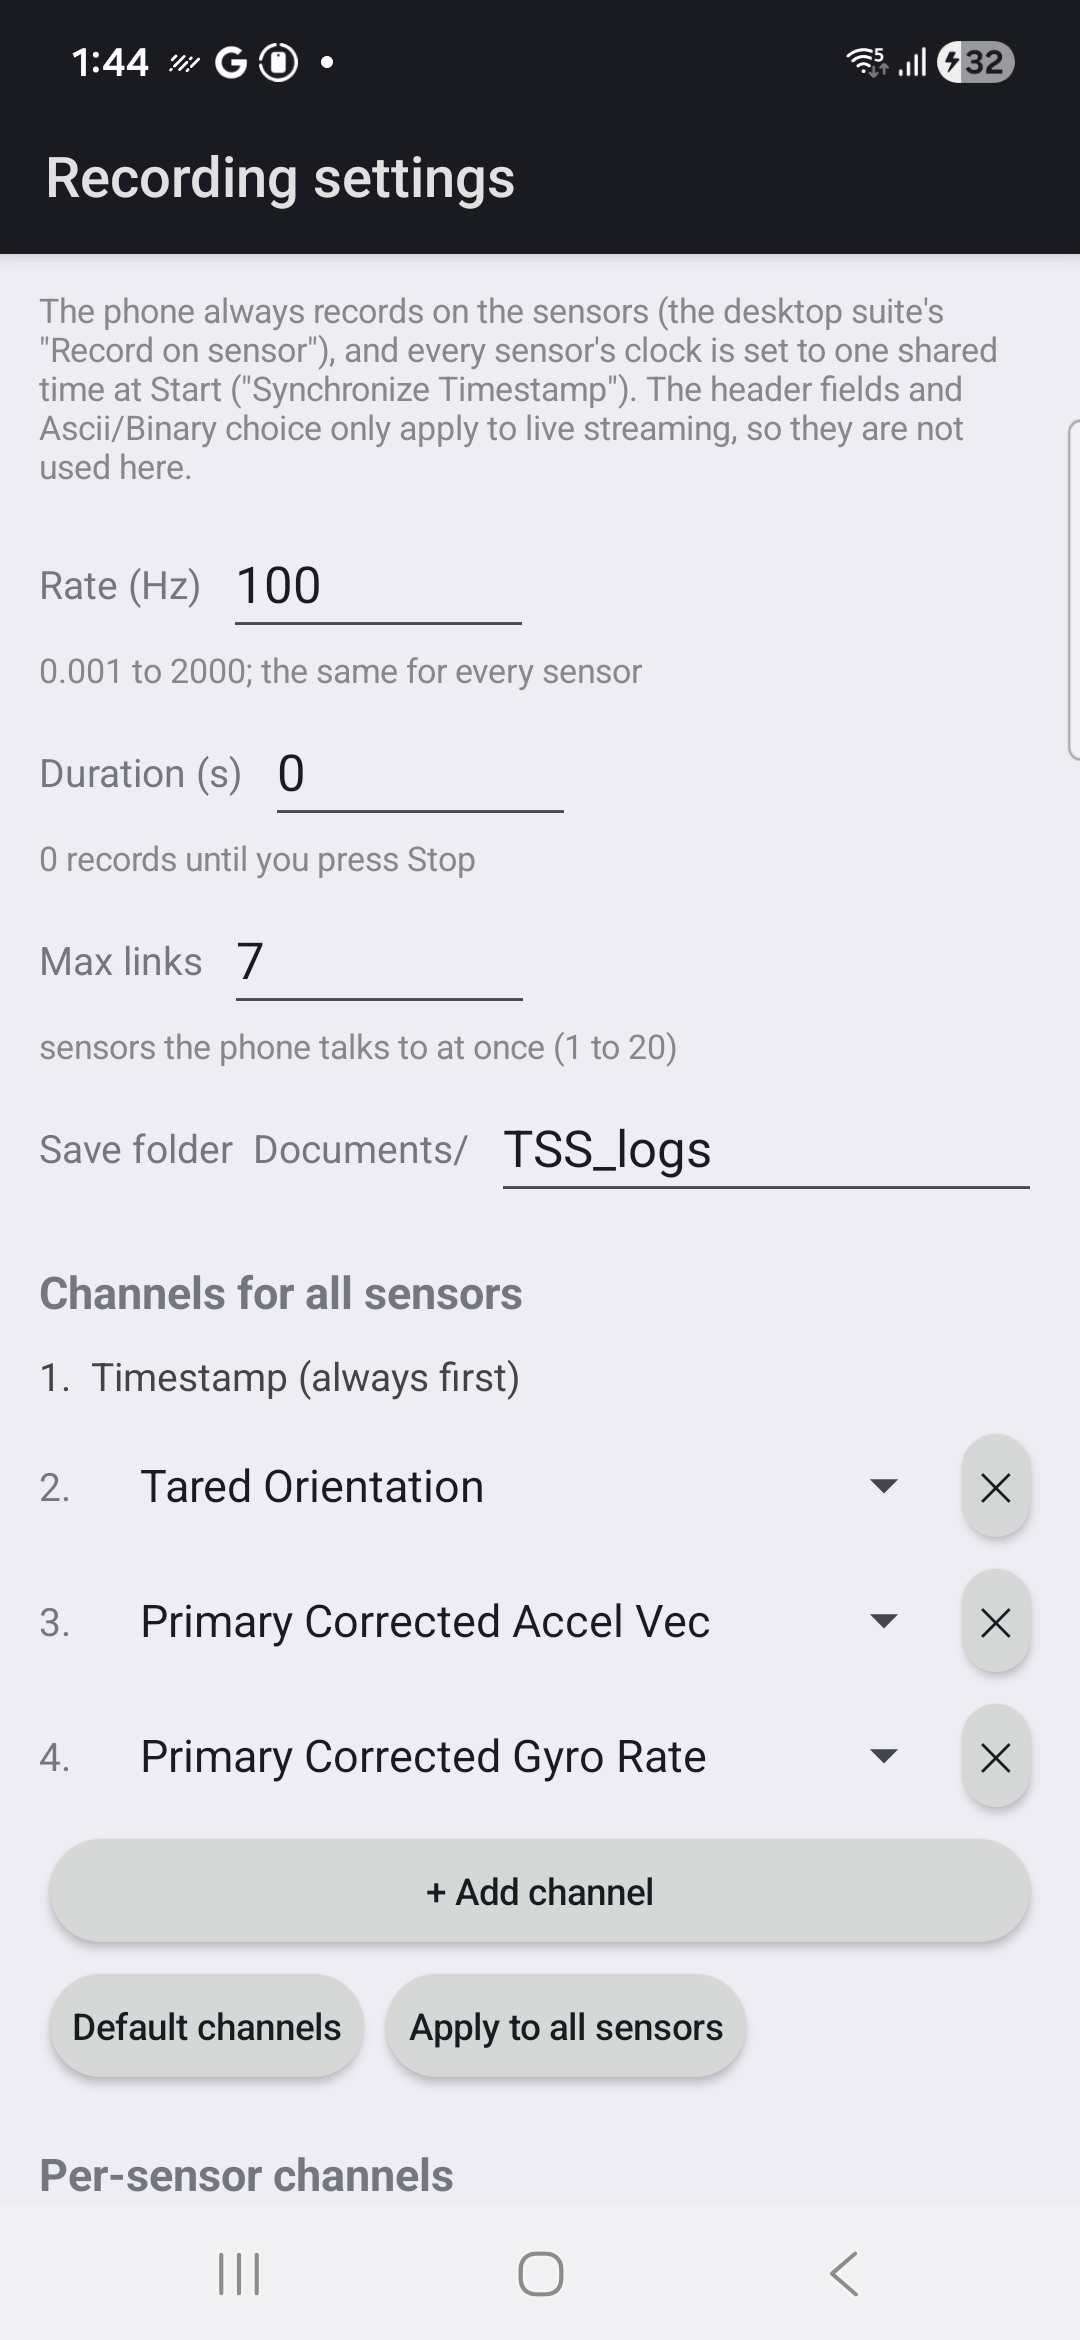 1:44
5
32
Recording settings
The phone always records on the sensors (the desktop suite's
"Record on sensor"), and every sensor's clock is set to one shared
time at Start ("Synchronize Timestamp"). The header fields and
Ascii/Binary choice only apply to live streaming, so they are not
used here.
Rate (Hz) 100
0.001 to 2000; the same for every sensor
Duration (s) 0
0 records until you press Stop
Max links 7
sensors the phone talks to at once (1 to 20)
Save folder Documents/ TSS_logs
Channels for all sensors
1. Timestamp (always first)
2. Tared Orientation
3. Primary Corrected Accel Vec
4. Primary Corrected Gyro Rate
+ Add channel
Default channels Apply to all sensors
Per-sensor channels